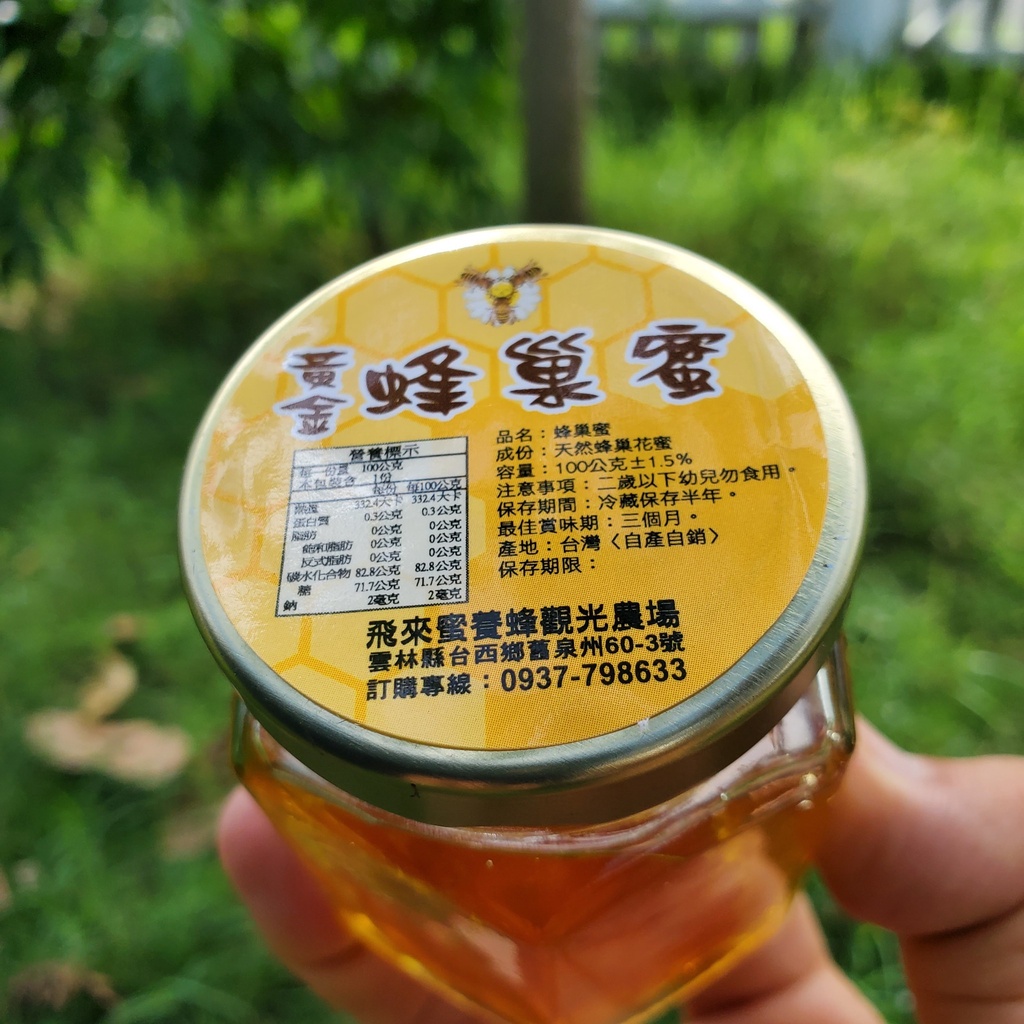 黃金 蜂巢蜜
營養標示
每一份量 100公克
本包裝含 1份
每份 每100公克
熱量 332.4大卡 332.4大卡
蛋白質 0.3公克 0.3公克
脂肪 0公克 0公克
飽和脂肪 0公克 0公克
反式脂肪 0公克 0公克
碳水化合物 82.8公克 82.8公克
糖 71.7公克 71.7公克
鈉 2毫克 2毫克
品名：蜂巢蜜
成份：天然蜂巢花蜜
容量：100公克±1.5%
注意事項：二歲以下幼兒勿食用。
保存期間：冷藏保存半年。
最佳賞味期：三個月。
產地：台灣〈自產自銷〉
保存期限：
飛來蜜養蜂觀光農場
雲林縣台西鄉舊泉州60-3號
訂購專線：0937-798633